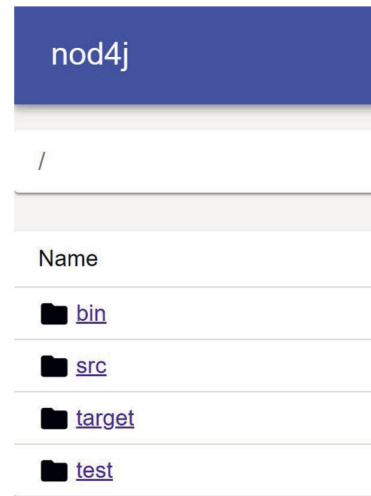 nod4j
/
Name
bin
src
target
test